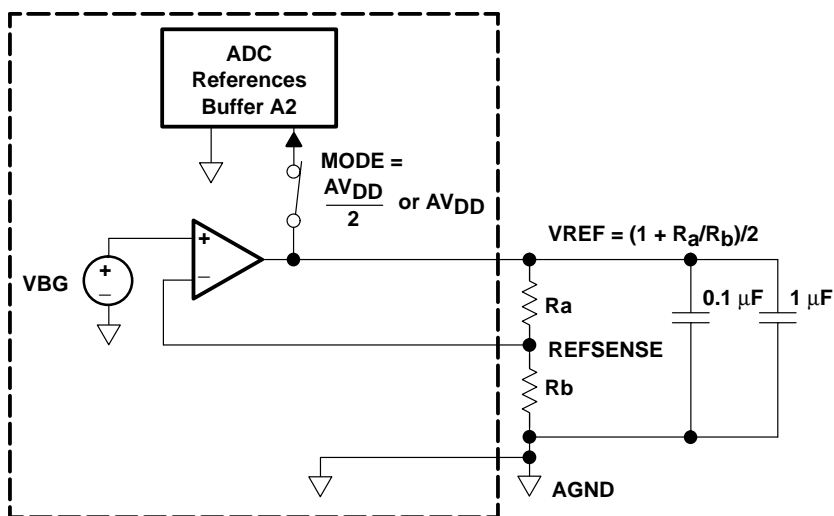 ADC
References
Buffer A2
MODE =
AVDD
2
or AVDD
+
−
VBG
+
−
VREF = (1 + Ra/Rb)/2
Ra
0.1 µF
1 µF
REFSENSE
Rb
AGND